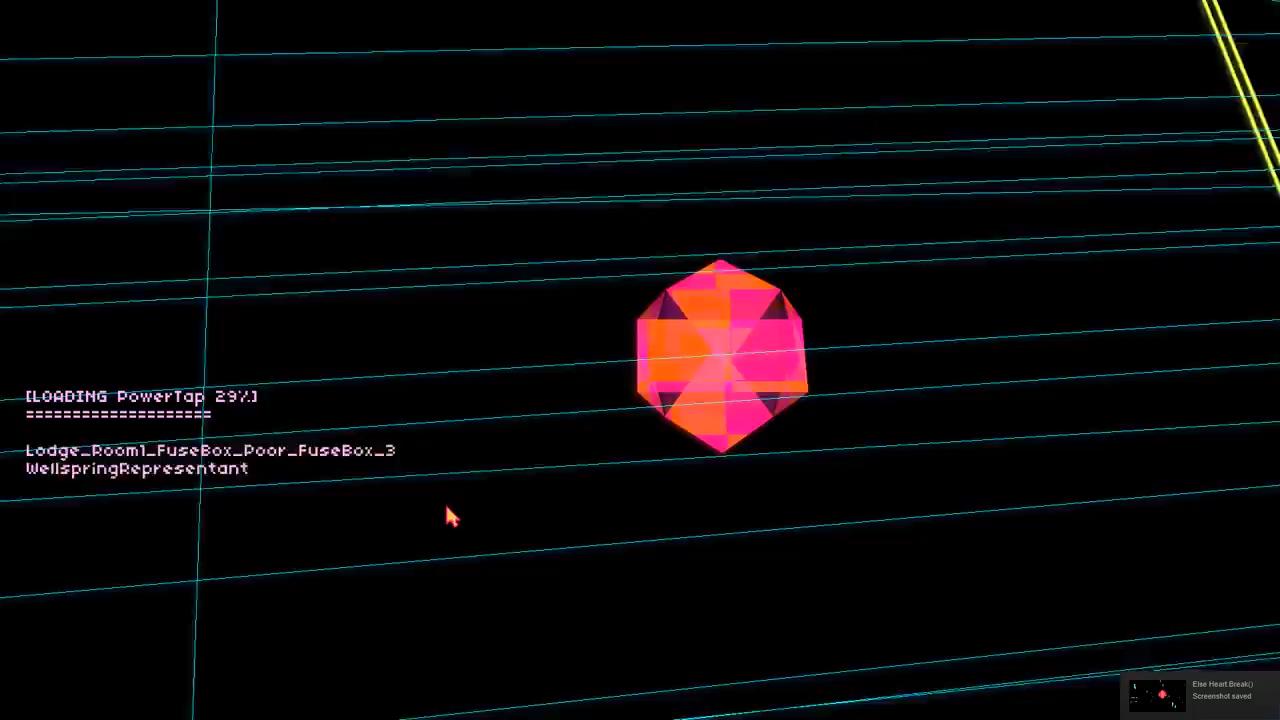 [LOADING PowerTap 29%]
====================
Lodge_Room1_FuseBox_Poor_FuseBox_3
WellspringRepresentant
Else Heart.Break()
Screenshot saved